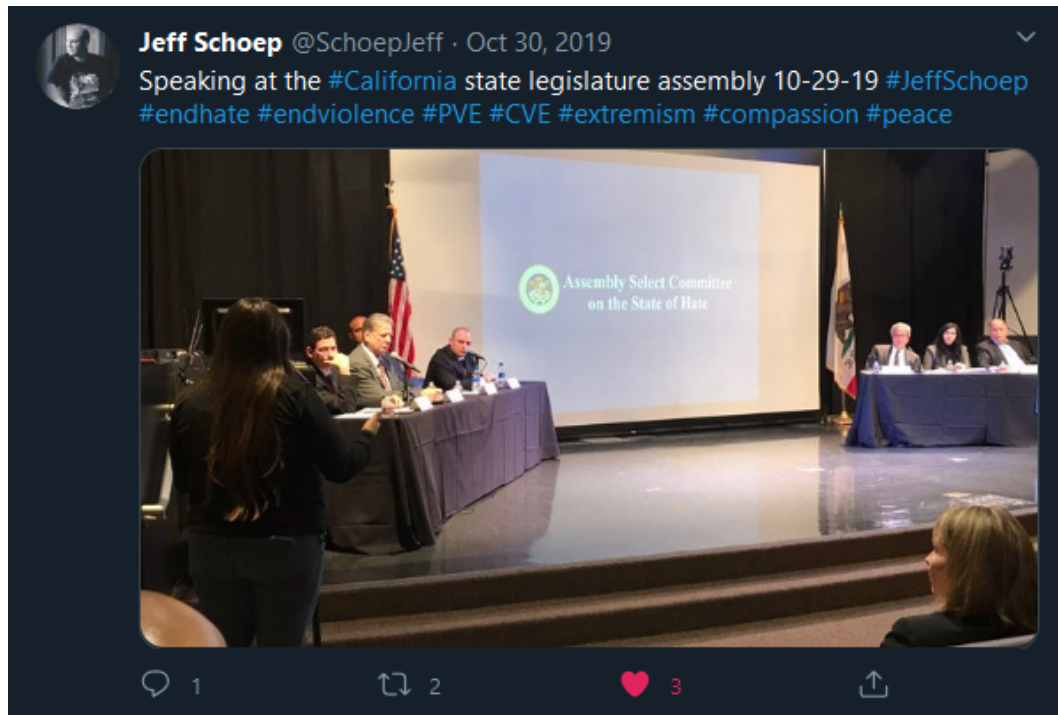 Jeff Schoep @SchoepJeff · Oct 30, 2019
Speaking at the #California state legislature assembly 10-29-19 #JeffSchoep
#endhate #endviolence #PVE #CVE #extremism #compassion #peace
Assembly Select Committee
on the State of Hate
1 2 3